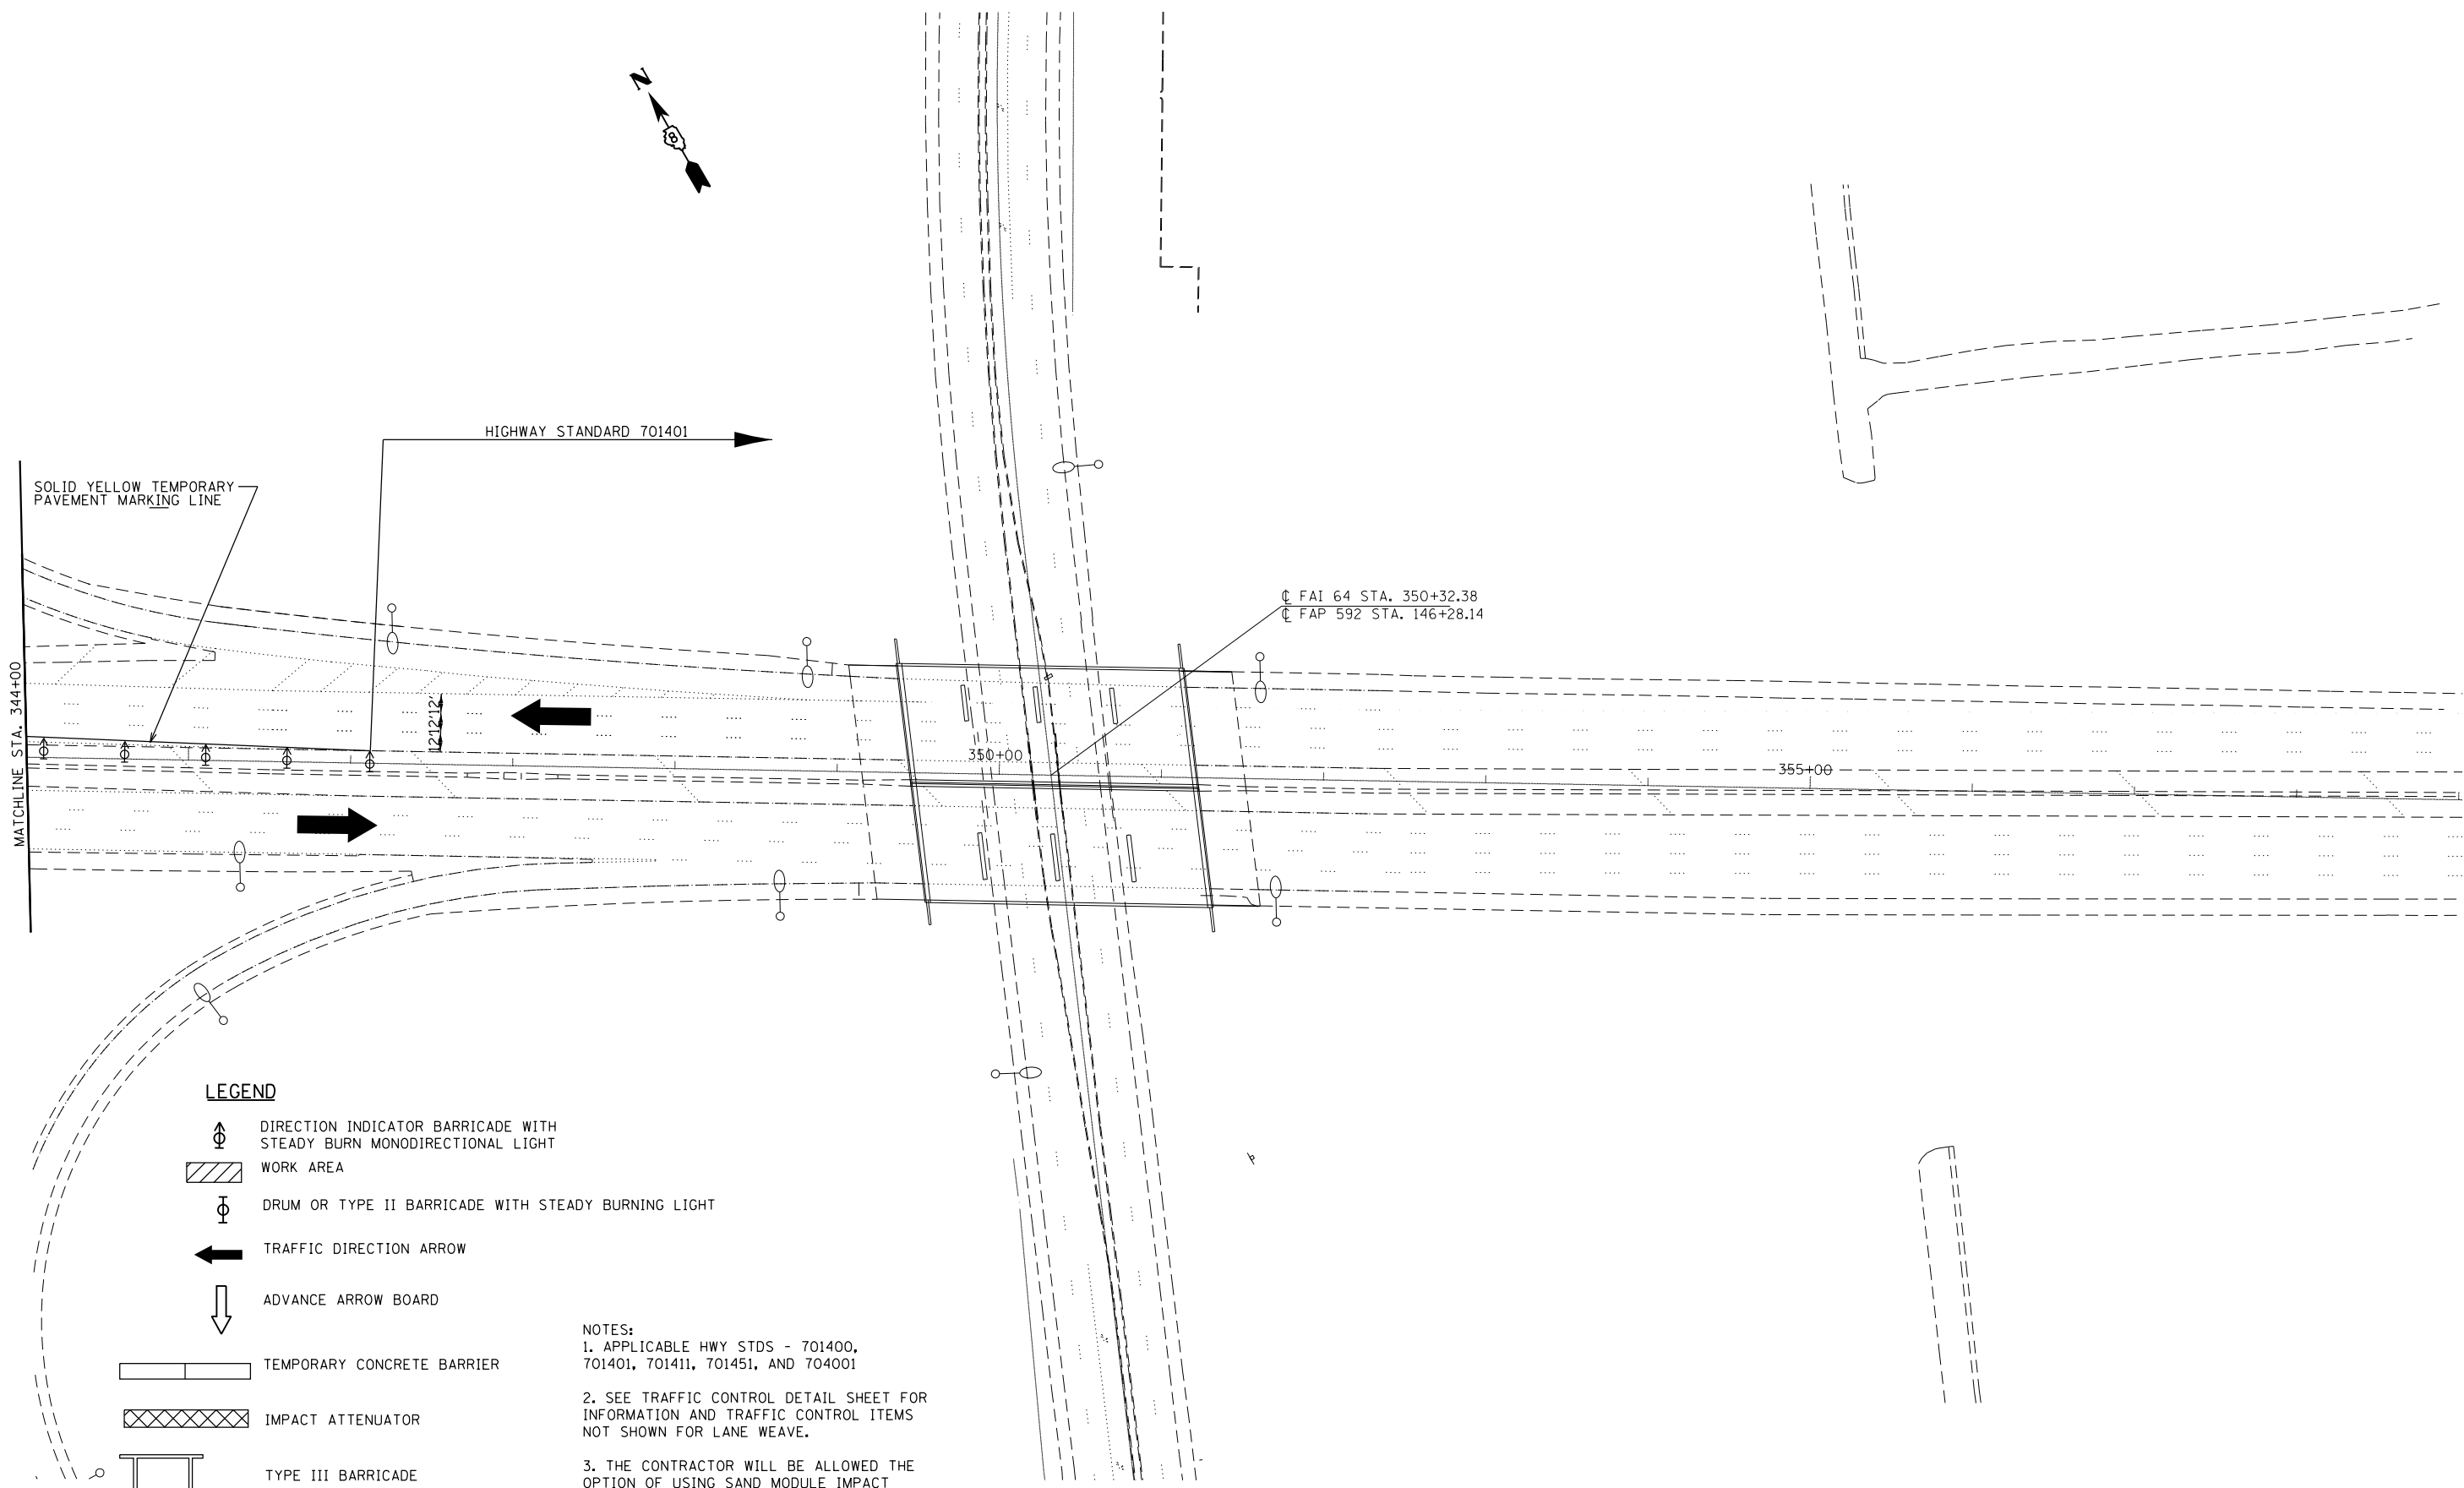 N
8
HIGHWAY STANDARD 701401
SOLID YELLOW TEMPORARY
PAVEMENT MARKING LINE
℄ FAI 64 STA. 350+32.38
℄ FAP 592 STA. 146+28.14
MATCHLINE STA. 344+00
12'12'12'
350+00
355+00
LEGEND
DIRECTION INDICATOR BARRICADE WITH
STEADY BURN MONODIRECTIONAL LIGHT
WORK AREA
DRUM OR TYPE II BARRICADE WITH STEADY BURNING LIGHT
TRAFFIC DIRECTION ARROW
ADVANCE ARROW BOARD
TEMPORARY CONCRETE BARRIER
IMPACT ATTENUATOR
TYPE III BARRICADE
NOTES:
1. APPLICABLE HWY STDS - 701400,
701401, 701411, 701451, AND 704001
2. SEE TRAFFIC CONTROL DETAIL SHEET FOR
INFORMATION AND TRAFFIC CONTROL ITEMS
NOT SHOWN FOR LANE WEAVE.
3. THE CONTRACTOR WILL BE ALLOWED THE
OPTION OF USING SAND MODULE IMPACT